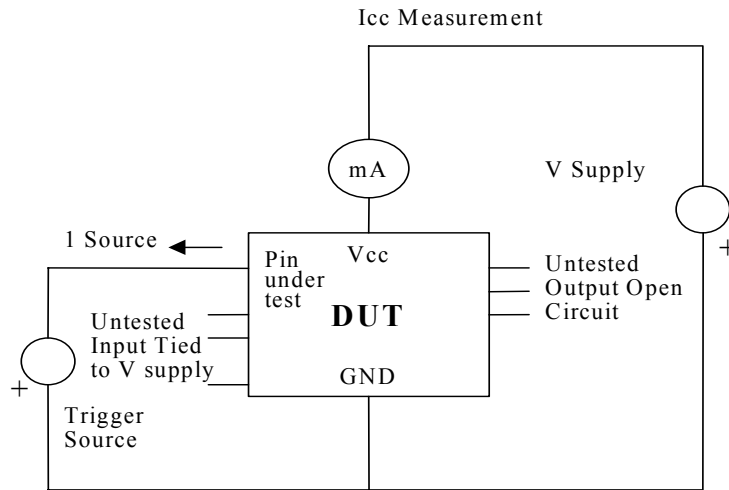 Icc Measurement
mA
V Supply
+
1 Source
Vcc
Pin
under
test
Untested
Output Open
Circuit
DUT
Untested
Input Tied
to V supply
+
GND
Trigger
Source